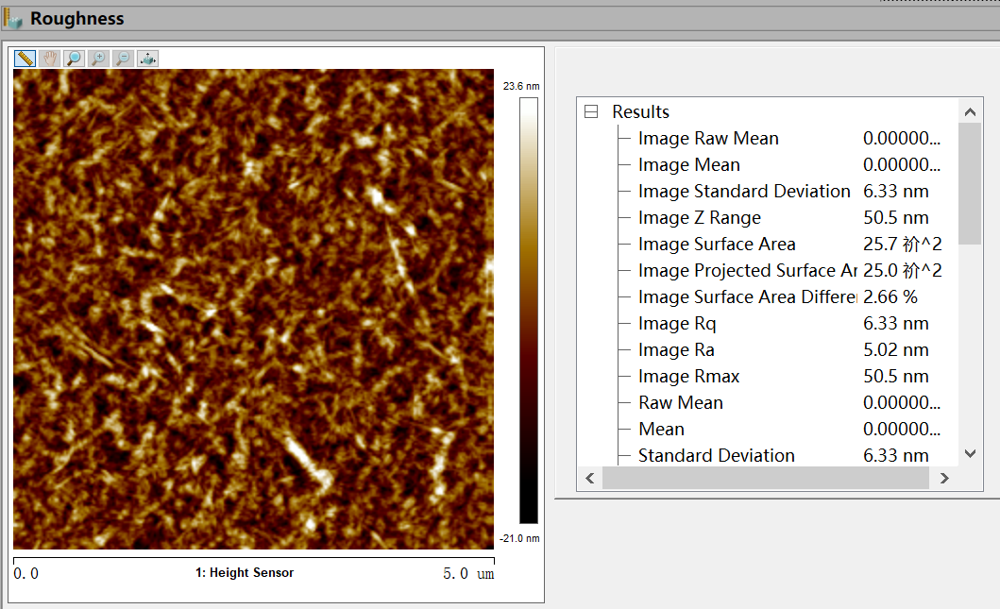 Roughness
23.6 nm
-21.0 nm
0.0
1: Height Sensor
5.0 um
Results
Image Raw Mean 0.00000...
Image Mean 0.00000...
Image Standard Deviation 6.33 nm
Image Z Range 50.5 nm
Image Surface Area 25.7 祄^2
Image Projected Surface Ar 25.0 祄^2
Image Surface Area Differe 2.66 %
Image Rq 6.33 nm
Image Ra 5.02 nm
Image Rmax 50.5 nm
Raw Mean 0.00000...
Mean 0.00000...
Standard Deviation 6.33 nm